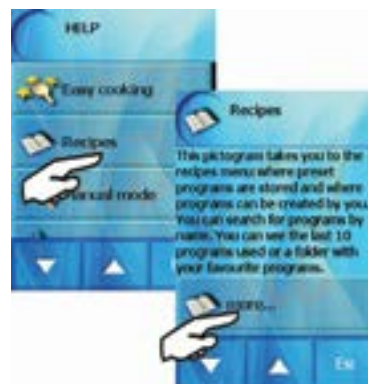 HELP
Easy cooking
Recipes
Manual mode
Recipes
This pictogram takes you to the
recipes menu where preset
programs are stored and where
programs can be created by you.
You can search for programs by
name. You can see the last 10
programs used or a folder with
your favourite programs.
more...
Esc